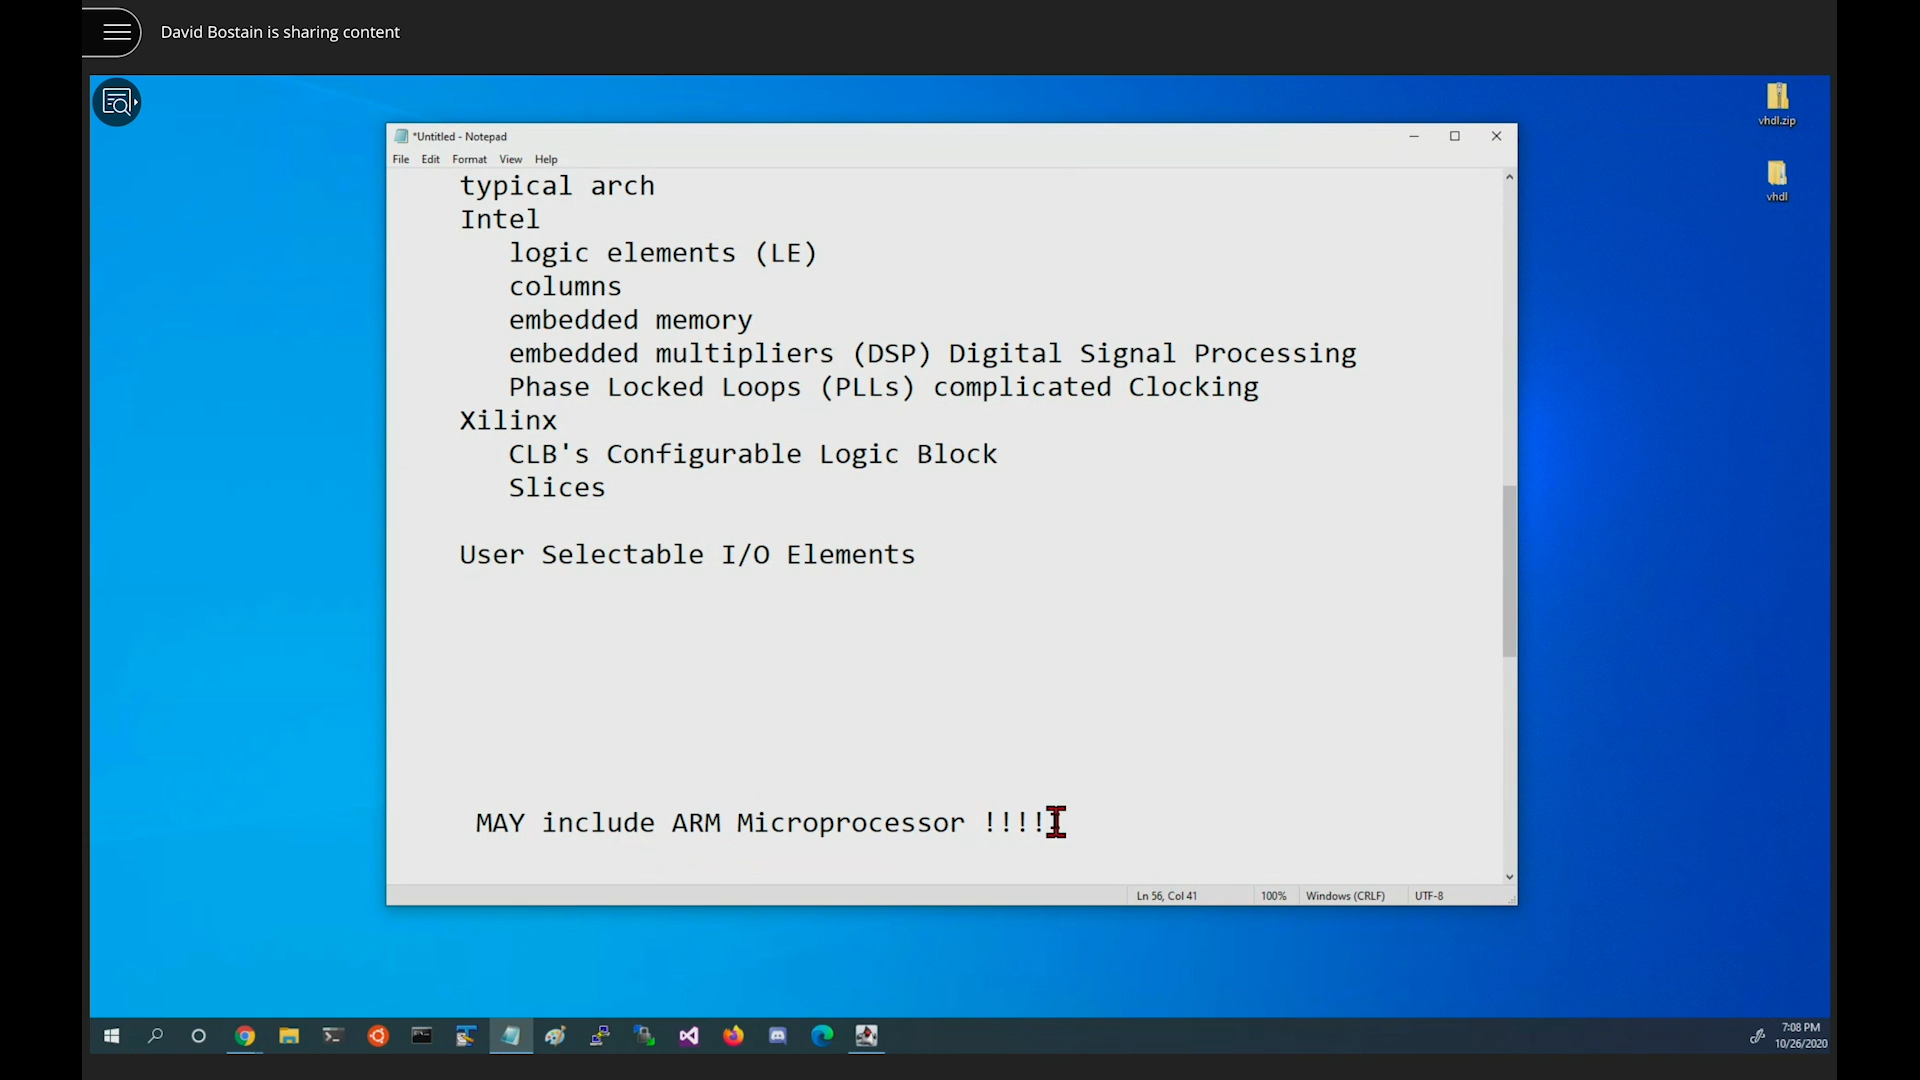 David Bostain is sharing content
vhdl.zip
vhdl
*Untitled - Notepad
File Edit Format View Help
typical arch
Intel
logic elements (LE)
columns
embedded memory
embedded multipliers (DSP) Digital Signal Processing
Phase Locked Loops (PLLs) complicated Clocking
Xilinx
CLB's Configurable Logic Block
Slices
User Selectable I/O Elements
MAY include ARM Microprocessor !!!!
Ln 56, Col 41 100% Windows (CRLF) UTF-8
7:08 PM
10/26/2020